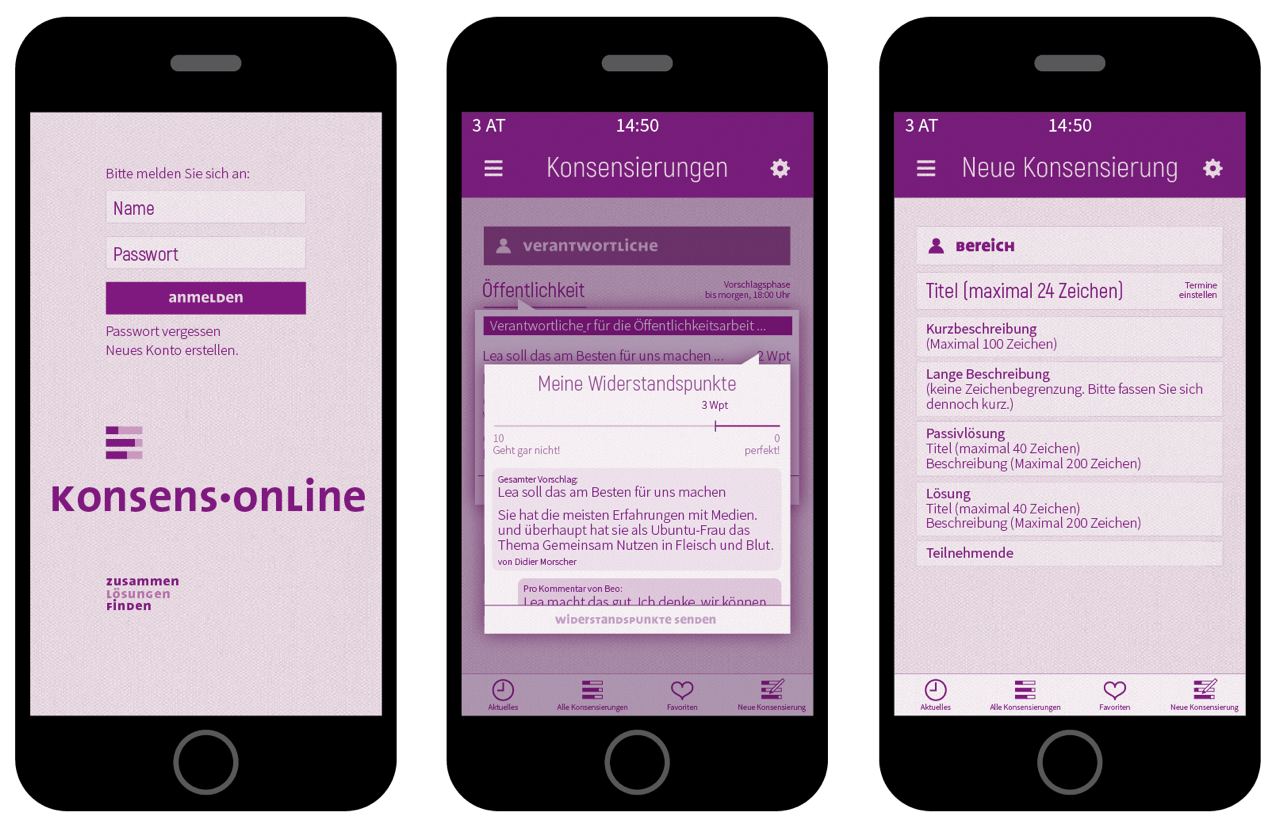 Bitte melden Sie sich an:
Name
Passwort
anmelden
Passwort vergessen
Neues Konto erstellen.
Konsens•online
zusammen
Lösungen
finden
3 AT 14:50
Konsensierungen
verantwortliche
Öffentlichkeit
Vorschlagsphase
bis morgen, 18:00 Uhr
Verantwortliche_r für die Öffentlichkeitsarbeit ...
Lea soll das am Besten für uns machen ... 2 Wpt
Meine Widerstandspunkte
3 Wpt
10 0
Geht gar nicht! perfekt!
Gesamter Vorschlag:
Lea soll das am Besten für uns machen
Sie hat die meisten Erfahrungen mit Medien.
und überhaupt hat sie als Ubuntu-Frau das
Thema Gemeinsam Nutzen in Fleisch und Blut.
von Didier Morscher
Pro Kommentar von Beo:
Lea macht das gut. Ich denke, wir können
widerstandspunkte senden
Aktuelles Alle Konsensierungen Favoriten Neue Konsensierung
3 AT 14:50
Neue Konsensierung
Bereich
Titel (maximal 24 Zeichen)
Termine
einstellen
Kurzbeschreibung
(Maximal 100 Zeichen)
Lange Beschreibung
(keine Zeichenbegrenzung. Bitte fassen Sie sich
dennoch kurz.)
Passivlösung
Titel (maximal 40 Zeichen)
Beschreibung (Maximal 200 Zeichen)
Lösung
Titel (maximal 40 Zeichen)
Beschreibung (Maximal 200 Zeichen)
Teilnehmende
Aktuelles Alle Konsensierungen Favoriten Neue Konsensierung